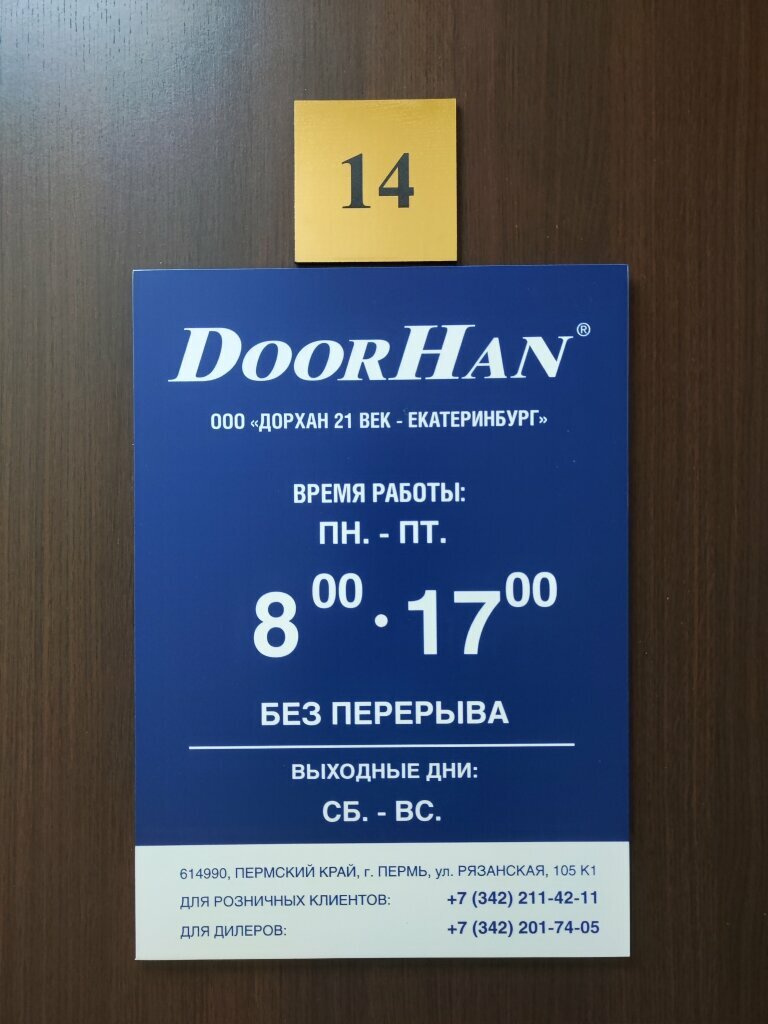 14
DOORHAN®
ООО «ДОРХАН 21 ВЕК - ЕКАТЕРИНБУРГ»
ВРЕМЯ РАБОТЫ:
ПН. - ПТ.
8 00 · 17 00
БЕЗ ПЕРЕРЫВА
ВЫХОДНЫЕ ДНИ:
СБ. - ВС.
614990, ПЕРМСКИЙ КРАЙ, г. ПЕРМЬ, ул. РЯЗАНСКАЯ, 105 К1
ДЛЯ РОЗНИЧНЫХ КЛИЕНТОВ: +7 (342) 211-42-11
ДЛЯ ДИЛЕРОВ: +7 (342) 201-74-05